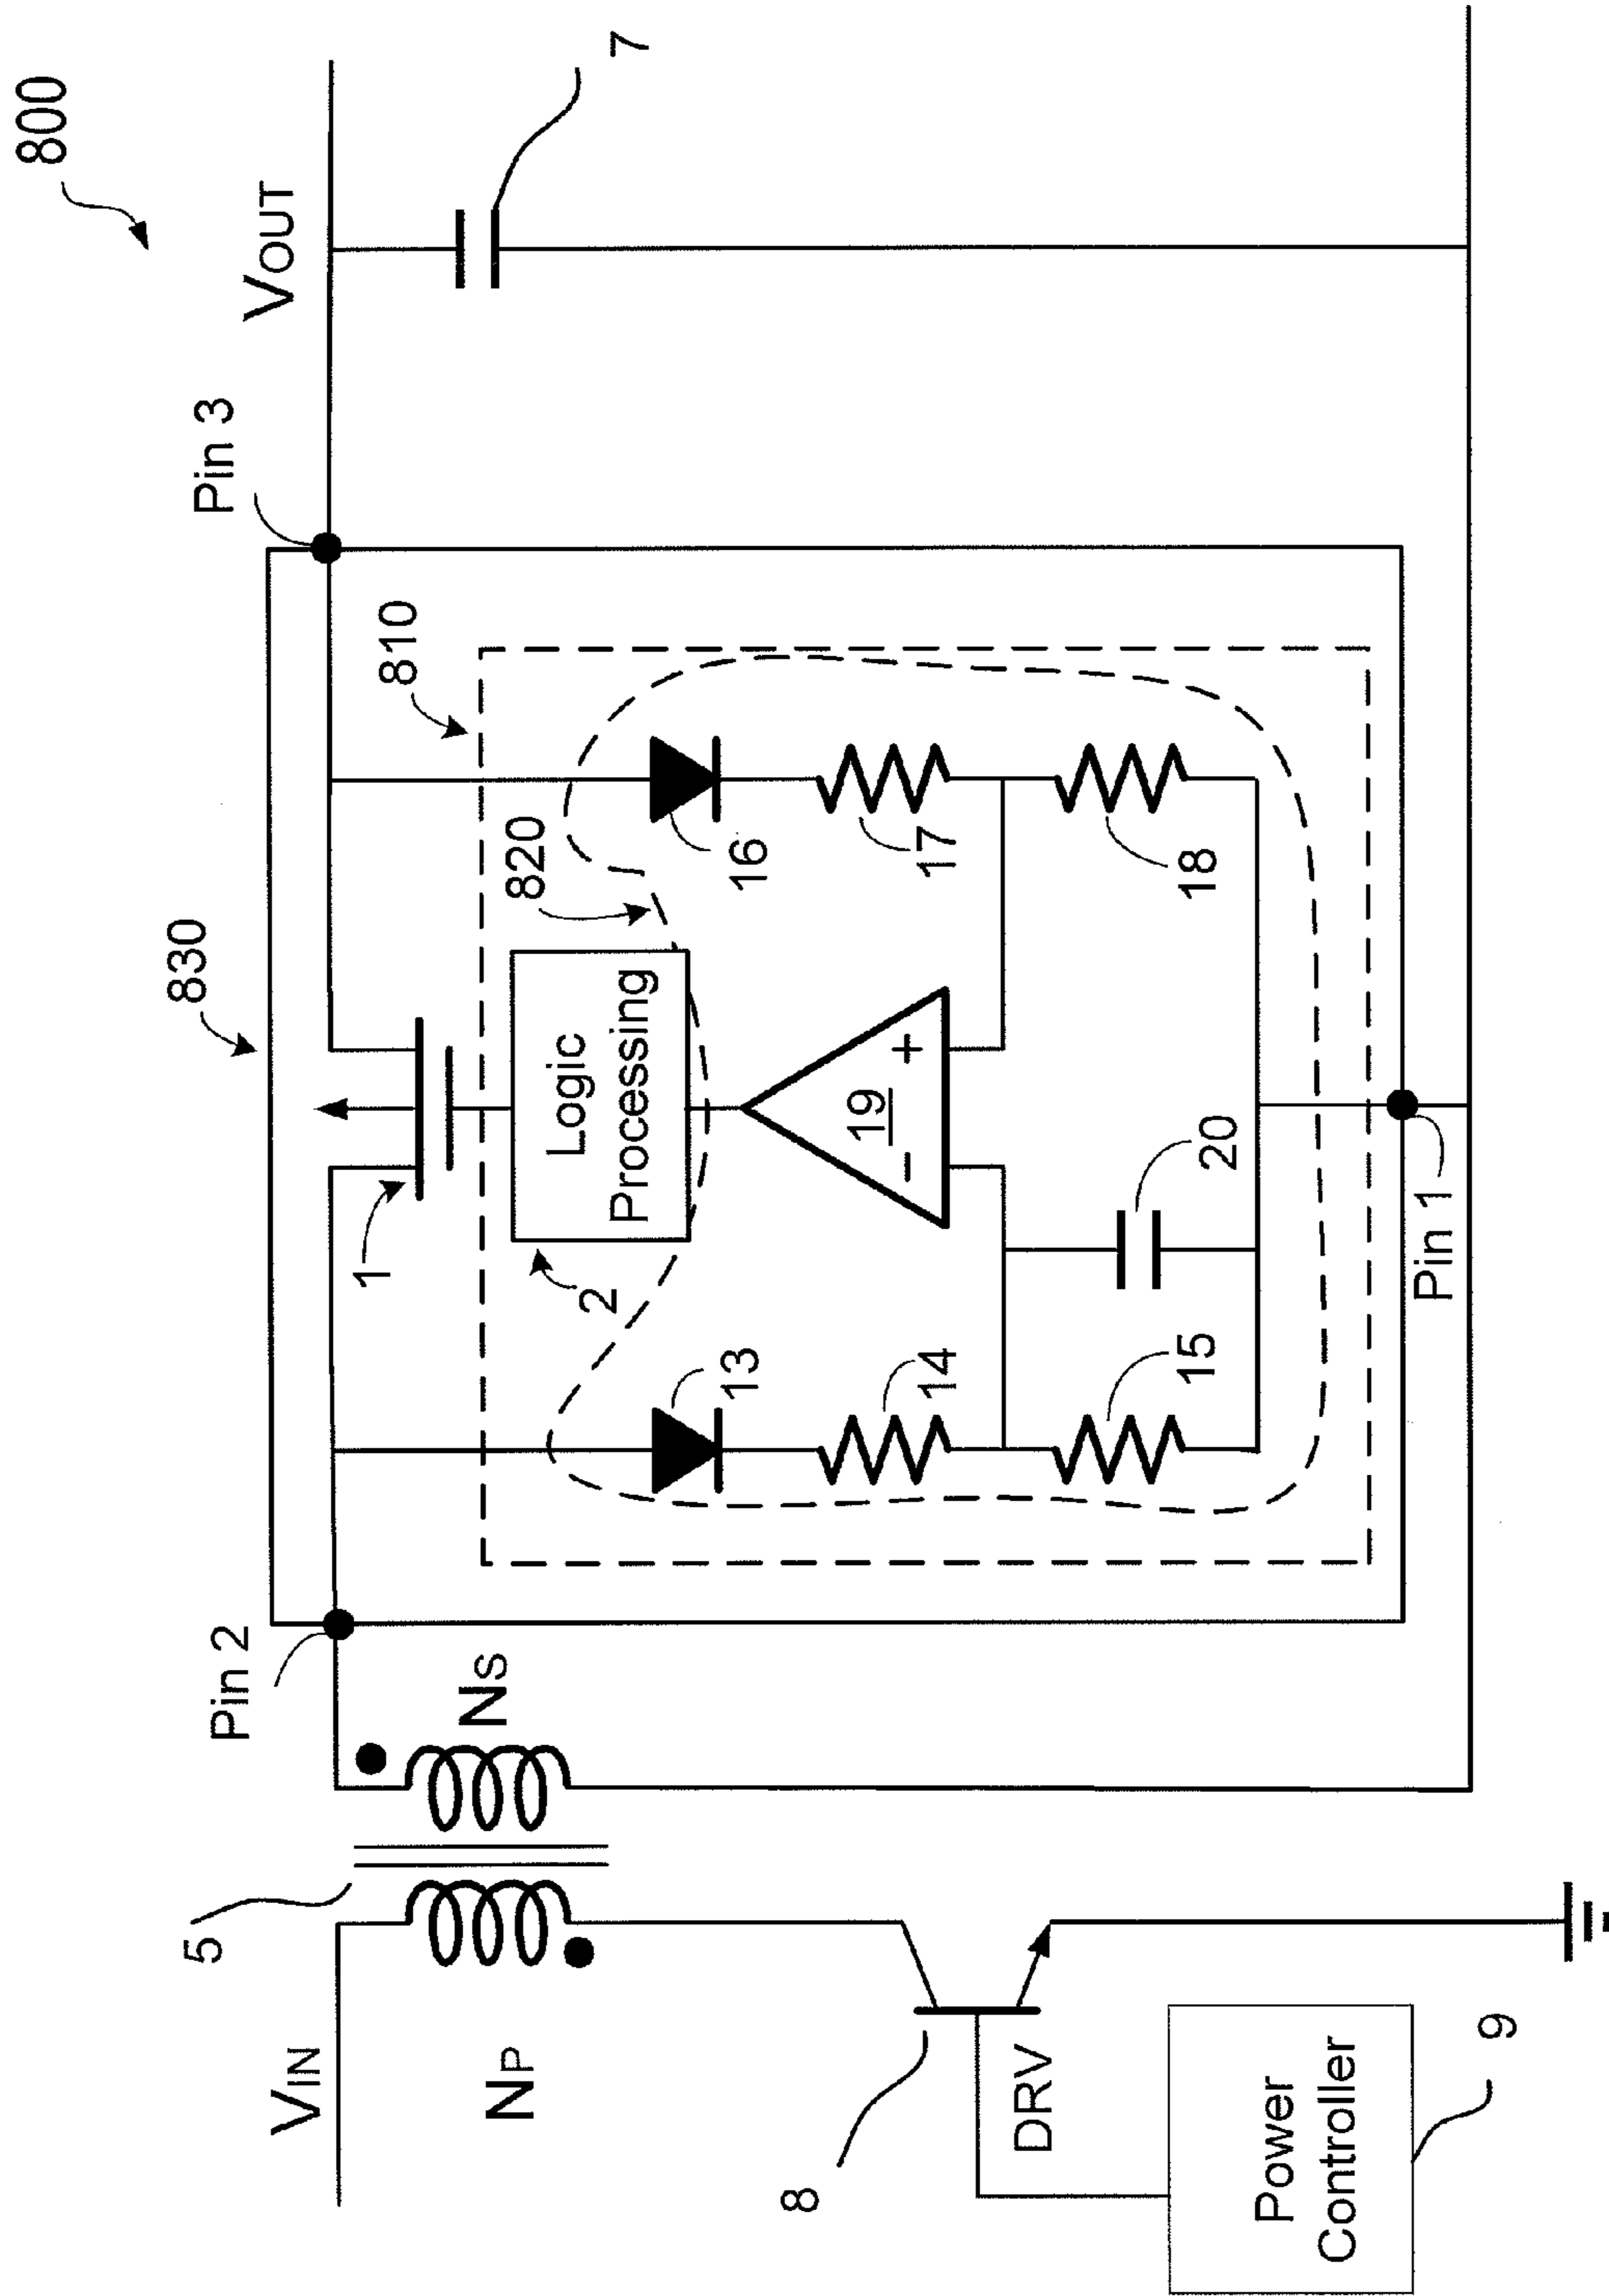 800
830
VIN
5
Pin 2
Pin 3
VOUT
NP
NS
1
810
7
2
Logic
Processing
820
13
16
8
DRV
14
19
− +
17
15
20
18
Power
Controller
9
Pin 1